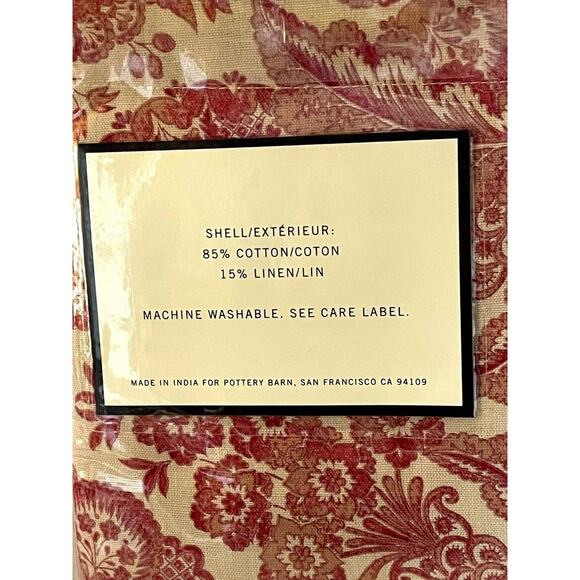 SHELL/EXTÉRIEUR:
85% COTTON/COTON
15% LINEN/LIN
MACHINE WASHABLE. SEE CARE LABEL.
MADE IN INDIA FOR POTTERY BARN, SAN FRANCISCO CA 94109